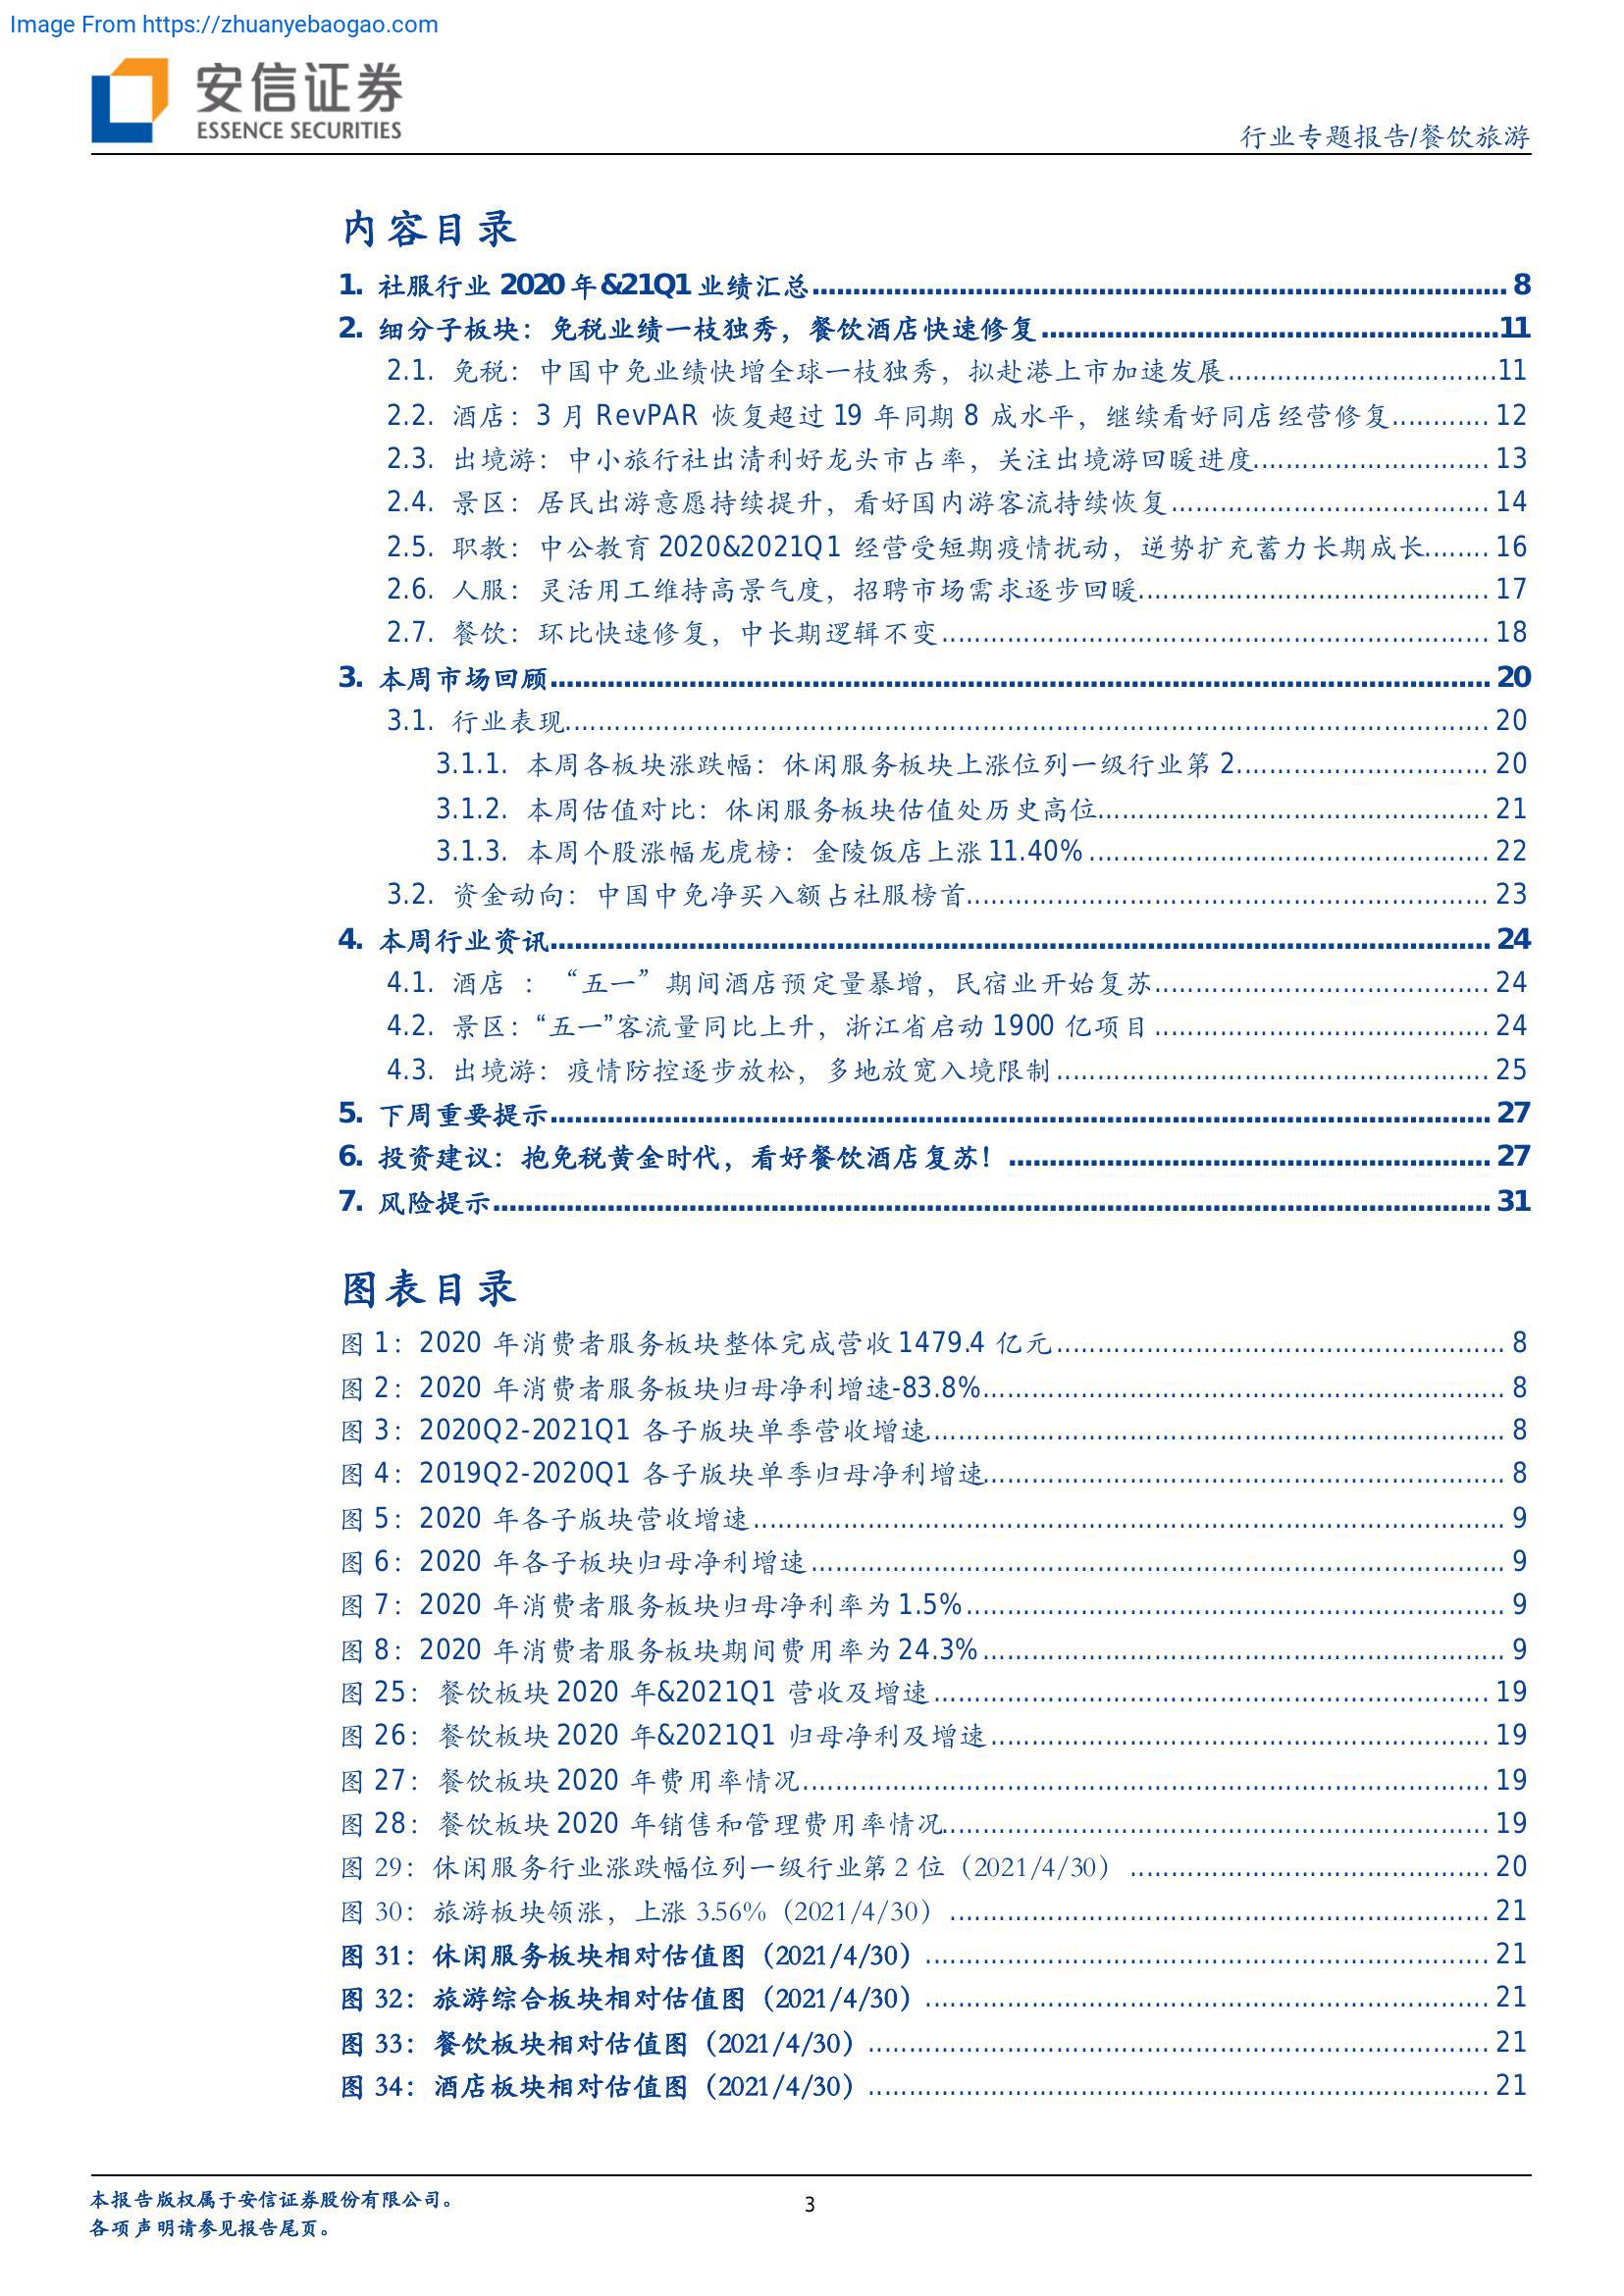 Image From https://zhuanyebaogao.com
安信证券
ESSENCE SECURITIES
行业专题报告/餐饮旅游
内容目录
1. 社服行业 2020 年&21Q1 业绩汇总 8
2. 细分子板块：免税业绩一枝独秀，餐饮酒店快速修复 11
2.1. 免税：中国中免业绩快增全球一枝独秀，拟赴港上市加速发展 11
2.2. 酒店：3 月 RevPAR 恢复超过 19 年同期 8 成水平，继续看好同店经营修复 12
2.3. 出境游：中小旅行社出清利好龙头市占率，关注出境游回暖进度 13
2.4. 景区：居民出游意愿持续提升，看好国内游客流持续恢复 14
2.5. 职教：中公教育 2020&2021Q1 经营受短期疫情扰动，逆势扩充蓄力长期成长 16
2.6. 人服：灵活用工维持高景气度，招聘市场需求逐步回暖 17
2.7. 餐饮：环比快速修复，中长期逻辑不变 18
3. 本周市场回顾 20
3.1. 行业表现 20
3.1.1. 本周各板块涨跌幅：休闲服务板块上涨位列一级行业第 2 20
3.1.2. 本周估值对比：休闲服务板块估值处历史高位 21
3.1.3. 本周个股涨幅龙虎榜：金陵饭店上涨 11.40% 22
3.2. 资金动向：中国中免净买入额占社服榜首 23
4. 本周行业资讯 24
4.1. 酒店 ：“五一”期间酒店预定量暴增，民宿业开始复苏 24
4.2. 景区：“五一”客流量同比上升，浙江省启动 1900 亿项目 24
4.3. 出境游：疫情防控逐步放松，多地放宽入境限制 25
5. 下周重要提示 27
6. 投资建议：抱免税黄金时代，看好餐饮酒店复苏！ 27
7. 风险提示 31
图表目录
图 1：2020 年消费者服务板块整体完成营收 1479.4 亿元 8
图 2：2020 年消费者服务板块归母净利增速-83.8% 8
图 3：2020Q2-2021Q1 各子版块单季营收增速 8
图 4：2019Q2-2020Q1 各子版块单季归母净利增速 8
图 5：2020 年各子版块营收增速 9
图 6：2020 年各子板块归母净利增速 9
图 7：2020 年消费者服务板块归母净利率为 1.5% 9
图 8：2020 年消费者服务板块期间费用率为 24.3% 9
图 25：餐饮板块 2020 年&2021Q1 营收及增速 19
图 26：餐饮板块 2020 年&2021Q1 归母净利及增速 19
图 27：餐饮板块 2020 年费用率情况 19
图 28：餐饮板块 2020 年销售和管理费用率情况 19
图 29：休闲服务行业涨跌幅位列一级行业第 2 位（2021/4/30） 20
图 30：旅游板块领涨，上涨 3.56%（2021/4/30） 21
图 31：休闲服务板块相对估值图（2021/4/30） 21
图 32：旅游综合板块相对估值图（2021/4/30） 21
图 33：餐饮板块相对估值图（2021/4/30） 21
图 34：酒店板块相对估值图（2021/4/30） 21
本报告版权属于安信证券股份有限公司。
3
各项声明请参见报告尾页。